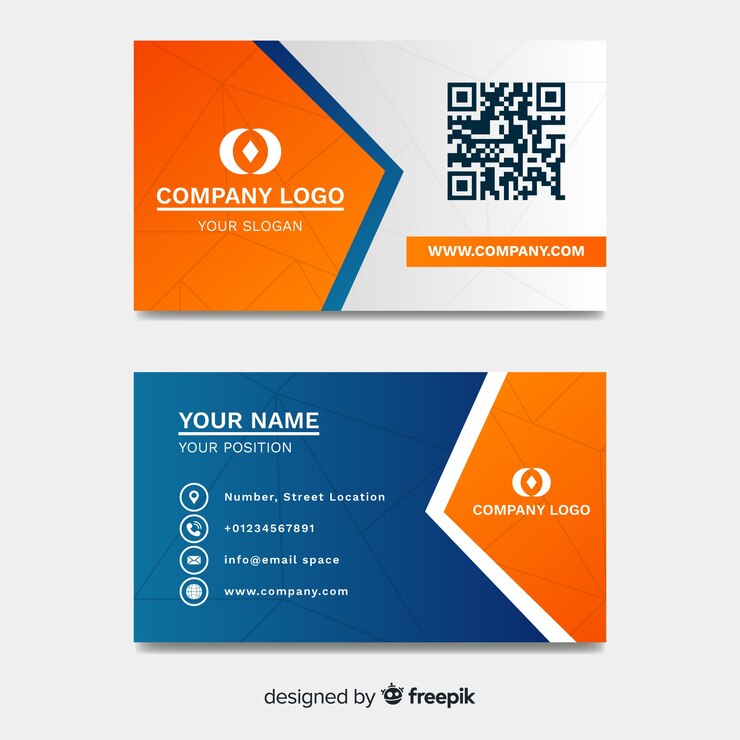 COMPANY LOGO
YOUR SLOGAN
WWW.COMPANY.COM
YOUR NAME
YOUR POSITION
Number, Street Location
+01234567891
info@email space
www.company.com
COMPANY LOGO
designed by freepik